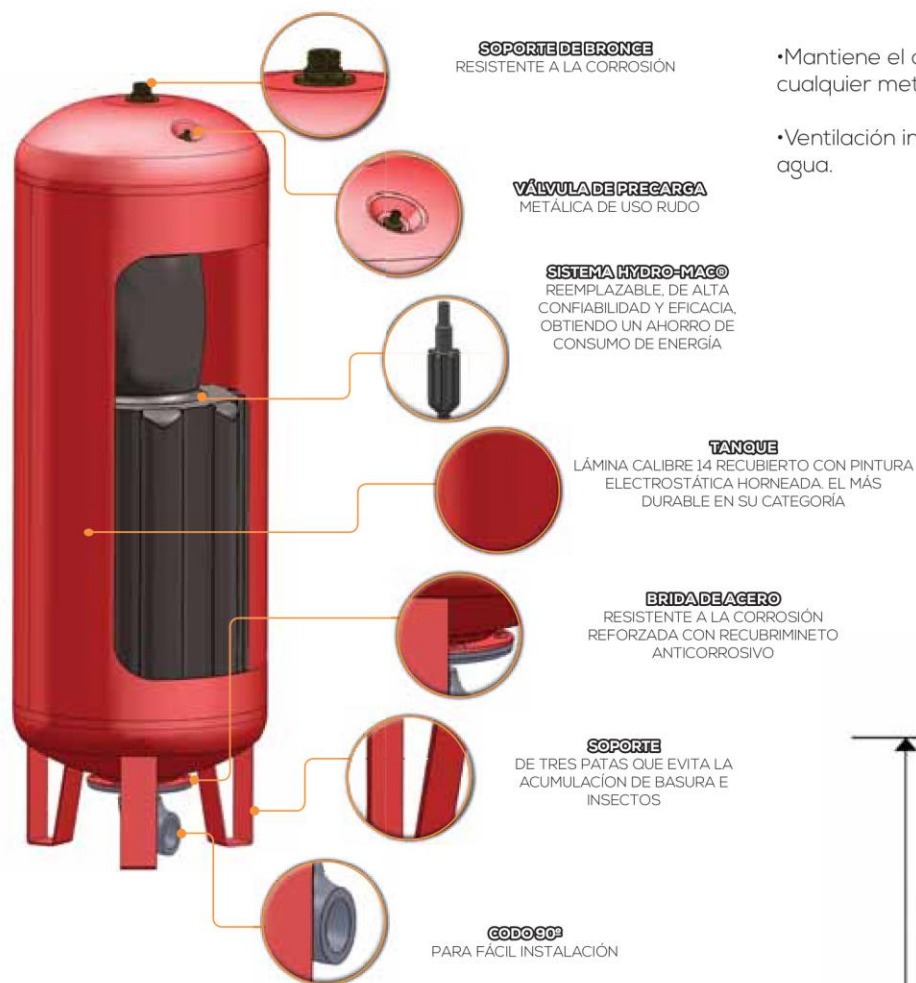 SOPORTE DE BRONCE
RESISTENTE A LA CORROSIÓN
VÁLVULA DE PRECARGA
METÁLICA DE USO RUDO
SISTEMA HYDRO-MAC®
REEMPLAZABLE, DE ALTA
CONFIABILIDAD Y EFICACIA,
OBTIENDO UN AHORRO DE
CONSUMO DE ENERGÍA
TANQUE
LÁMINA CALIBRE 14 RECUBIERTO CON PINTURA
ELECTROSTÁTICA HORNEADA. EL MÁS
DURABLE EN SU CATEGORÍA
BRIDA DE ACERO
RESISTENTE A LA CORROSIÓN
REFORZADA CON RECUBRIMINETO
ANTICORROSIVO
SOPORTE
DE TRES PATAS QUE EVITA LA
ACUMULACÍON DE BASURA E
INSECTOS
CODO 90º
PARA FÁCIL INSTALACIÓN
•Mantiene el
cualquier
•Ventilación
agua.